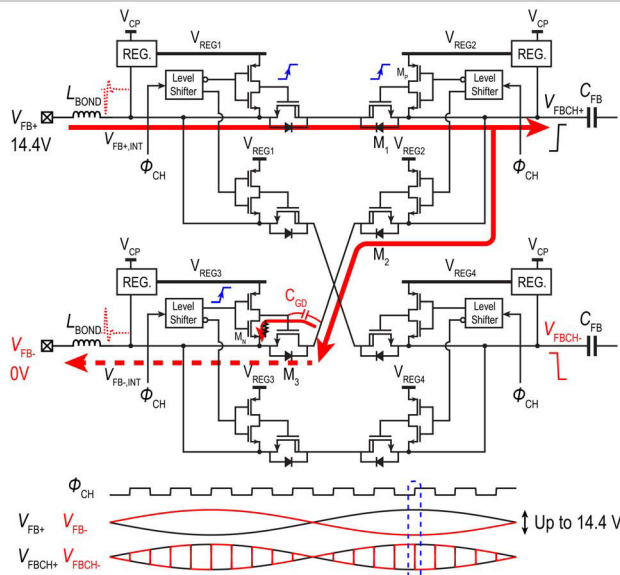 V_CP V_CP
REG. V_REG1 V_REG2 REG.
L_BOND Level Shifter M_P Level Shifter V_FBCH+ C_FB
V_FB+ 14.4V V_FB+,INT M_1
Φ_CH V_REG1 V_REG2 Φ_CH
M_2
V_CP V_CP
REG. V_REG3 V_REG4 REG.
L_BOND Level Shifter C_GD Level Shifter V_FBCH- C_FB
M_N
V_FB- 0V V_FB-,INT M_3
Φ_CH V_REG3 V_REG4 Φ_CH
Φ_CH
V_FB+ V_FB- Up to 14.4 V
V_FBCH+ V_FBCH-